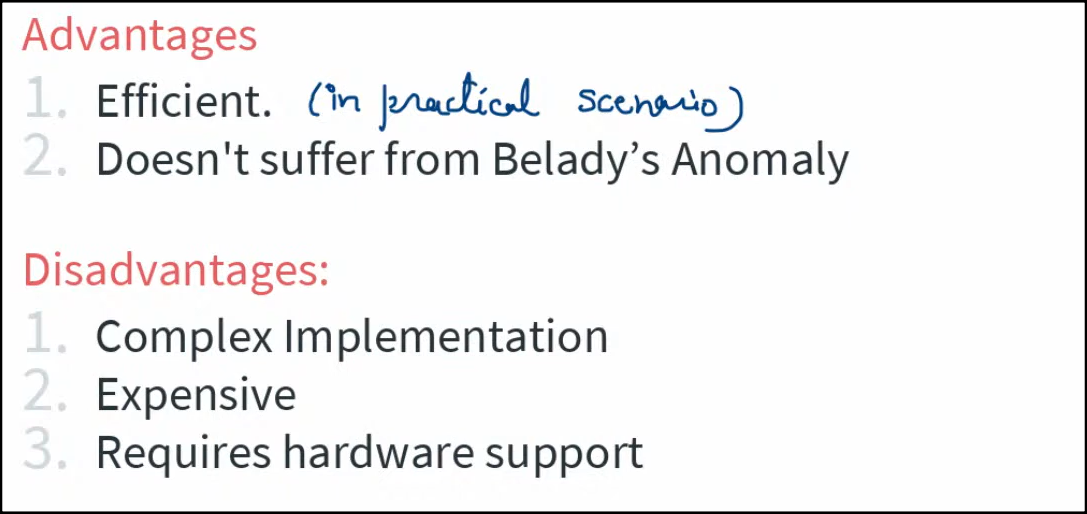 Advantages
1. Efficient. (in practical scenario)
2. Doesn't suffer from Belady’s Anomaly
Disadvantages:
1. Complex Implementation
2. Expensive
3. Requires hardware support